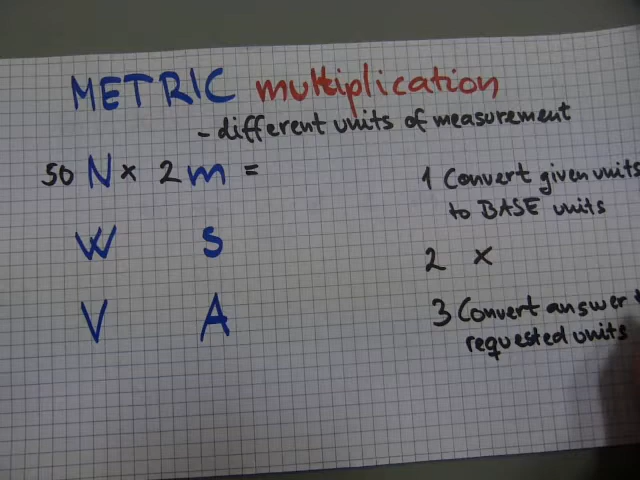 METRIC multiplication
- different units of measurement
50 N x 2 m =
1 Convert given units
to BASE units
W S
2 x
V A
3 Convert answer
requested units